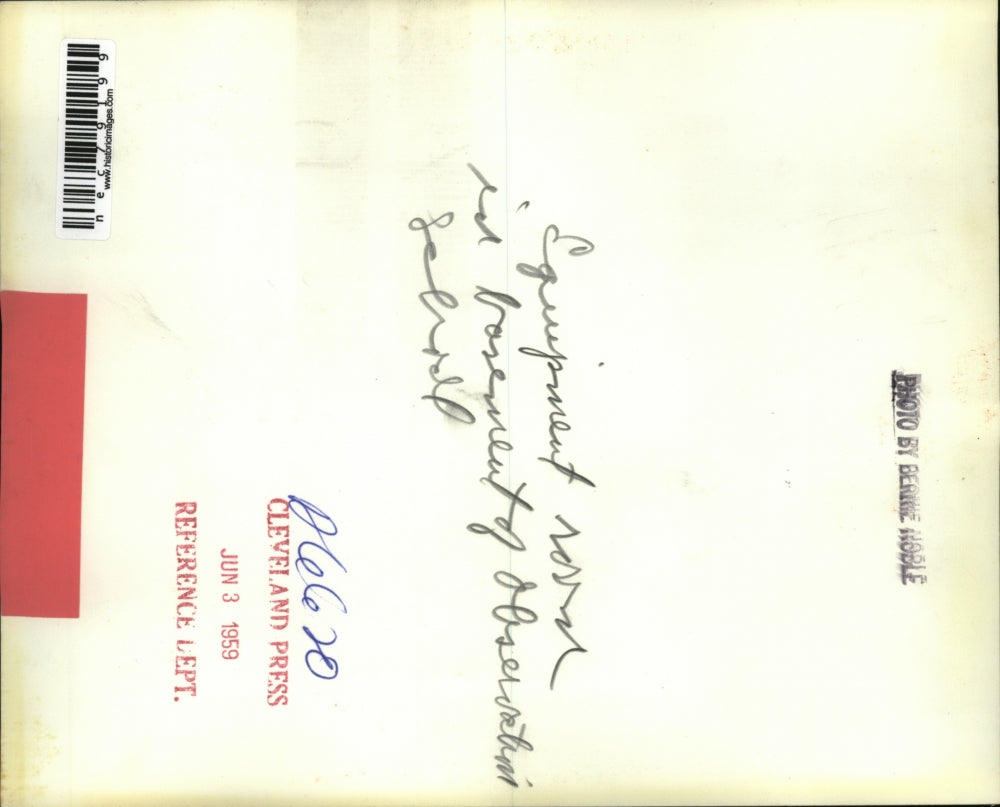 PHOTO BY BERNIE NOBLE
Equipment room
in basement of observation
school
CLEVELAND PRESS
JUN 3 1959
REFERENCE DEPT.
www.historicimages.com
nec79199